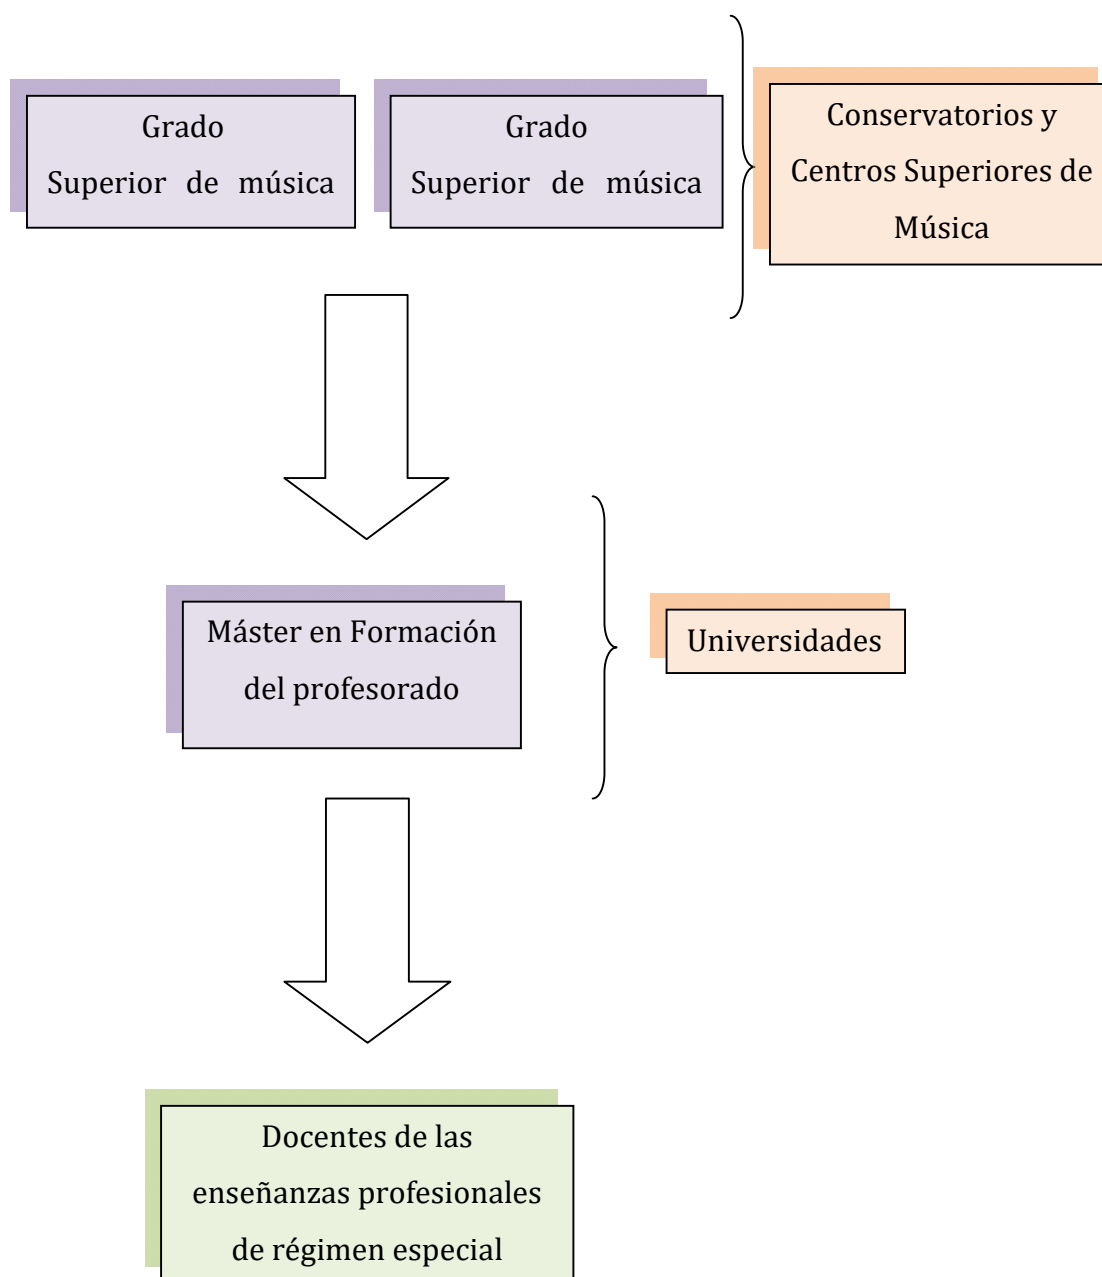 Grado
Superior de música
Grado
Superior de música
Conservatorios y
Centros Superiores de
Música
Máster en Formación
del profesorado
Universidades
Docentes de las
enseñanzas profesionales
de régimen especial